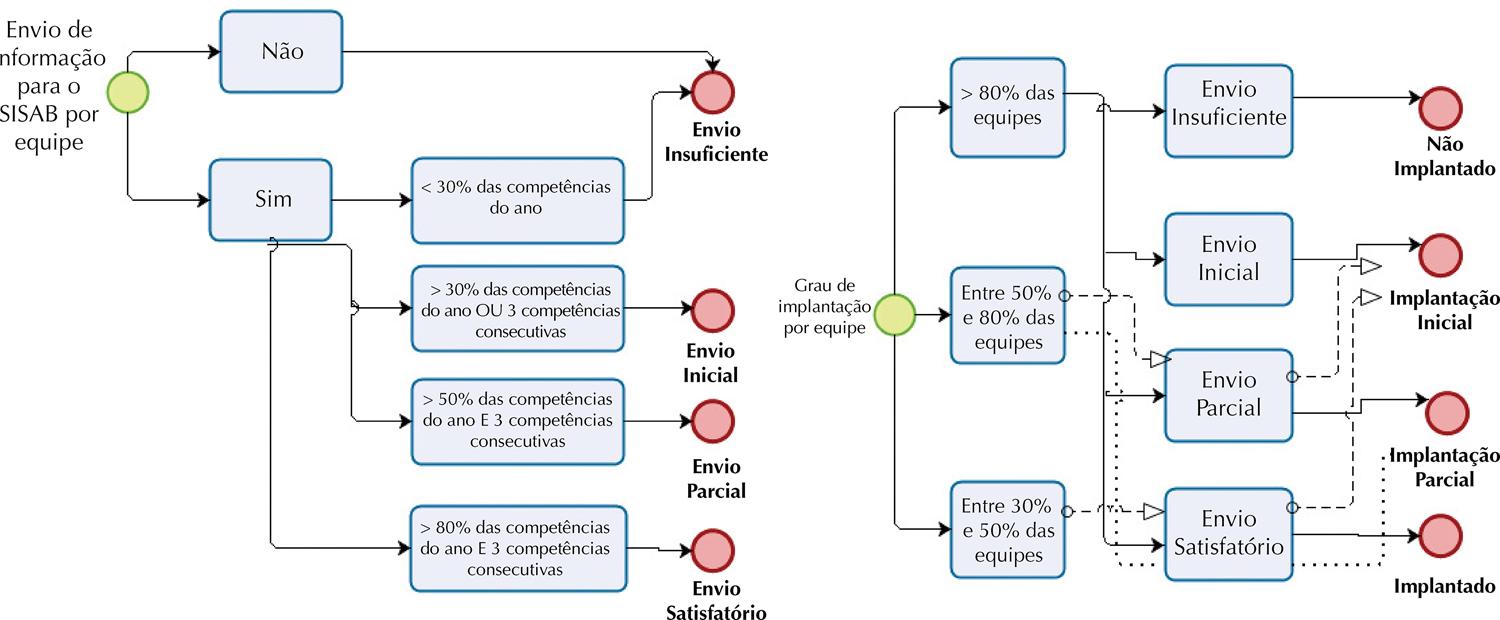 Envio de
nformação
para o
SISAB por
equipe
Não
Envio
Insuficiente
Sim
< 30% das competências
do ano
> 30% das competências
do ano OU 3 competências
consecutivas
Envio
Inicial
> 50% das competências
do ano E 3 competências
consecutivas
Envio
Parcial
> 80% das competências
do ano E 3 competências
consecutivas
Envio
Satisfatório
Grau de
implantação
por equipe
> 80% das
equipes
Envio
Insuficiente
Não
Implantado
Envio
Inicial
Implantação
Inicial
Entre 50%
e 80% das
equipes
Envio
Parcial
Implantação
Parcial
Entre 30%
e 50% das
equipes
Envio
Satisfatório
Implantado